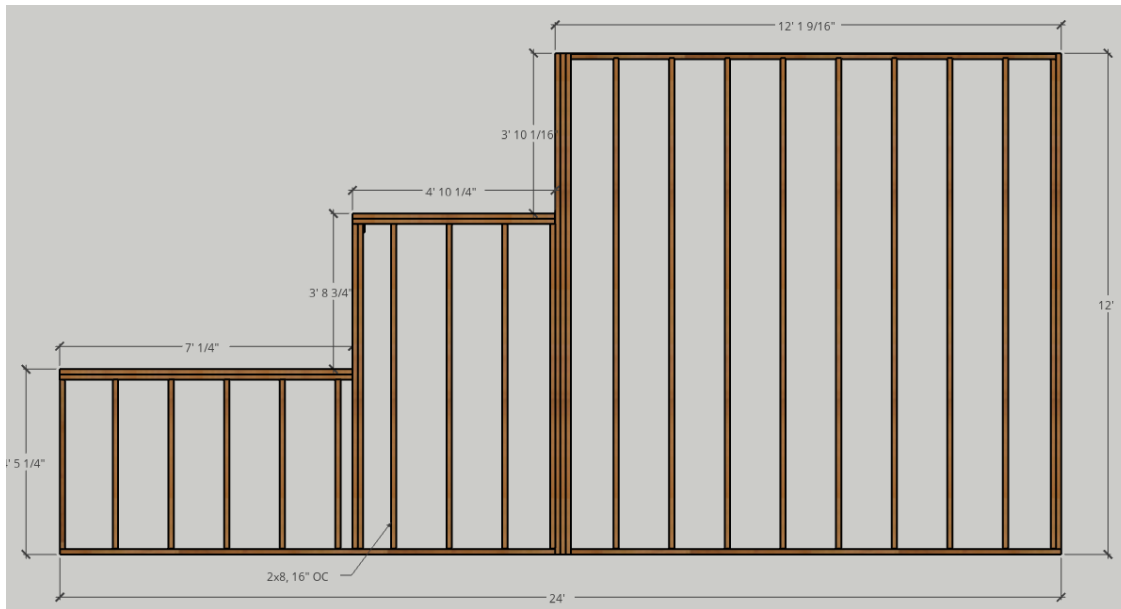 12' 1 9/16"
3' 10 1/16"
4' 10 1/4"
3' 8 3/4"
12'
7' 1/4"
' 5 1/4"
2x8, 16" OC
24'